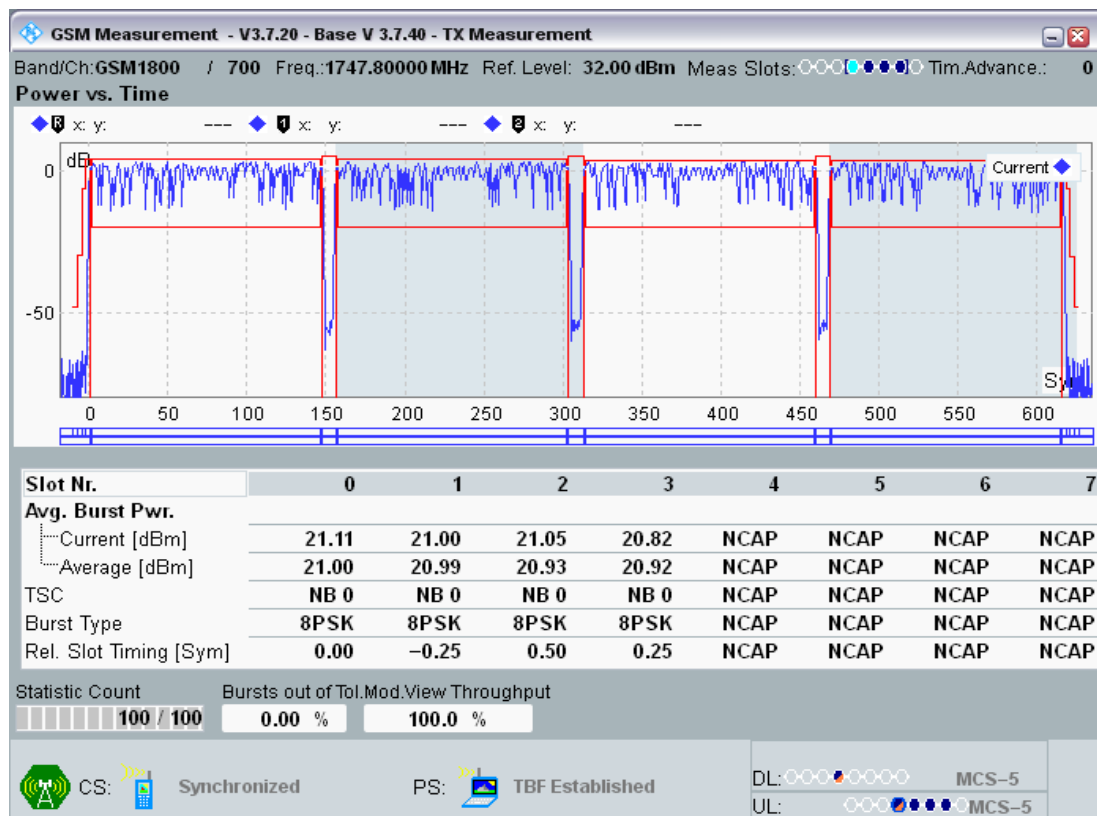 GSM Measurement - V3.7.20 - Base V 3.7.40 - TX Measurement
Band/Ch:GSM1800 / 700 Freq.:1747.80000 MHz Ref. Level: 32.00 dBm Meas Slots: Tim.Advance.: 0
Power vs. Time
R x: y: --- 1 x: y: --- 2 x: y: ---
dB
Current
0
-50
Sy
0 50 100 150 200 250 300 350 400 450 500 550 600
Slot Nr. 0 1 2 3 4 5 6 7
Avg. Burst Pwr.
Current [dBm] 21.11 21.00 21.05 20.82 NCAP NCAP NCAP NCAP
Average [dBm] 21.00 20.99 20.93 20.92 NCAP NCAP NCAP NCAP
TSC NB 0 NB 0 NB 0 NB 0 NCAP NCAP NCAP NCAP
Burst Type 8PSK 8PSK 8PSK 8PSK NCAP NCAP NCAP NCAP
Rel. Slot Timing [Sym] 0.00 −0.25 0.50 0.25 NCAP NCAP NCAP NCAP
Statistic Count Bursts out of Tol. Mod.View Throughput
100 / 100 0.00 % 100.0 %
CS: Synchronized PS: TBF Established DL: MCS−5
UL: MCS−5